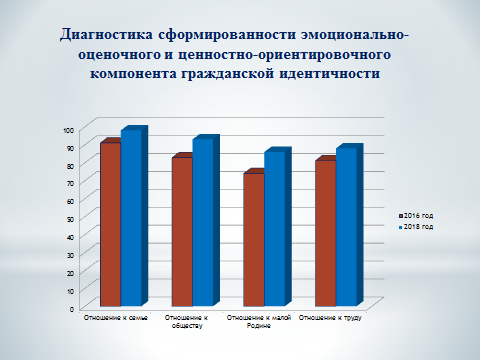 Диагностика сформированности эмоционально-
оценочного и ценностно-ориентировочного
компонента гражданской идентичности
100
90
80
70
60
50
40
30
20
10
0
Отношение к семье
Отношение к
обществу
Отношение к малой
Родине
Отношение к труду
2016 год
2018 год